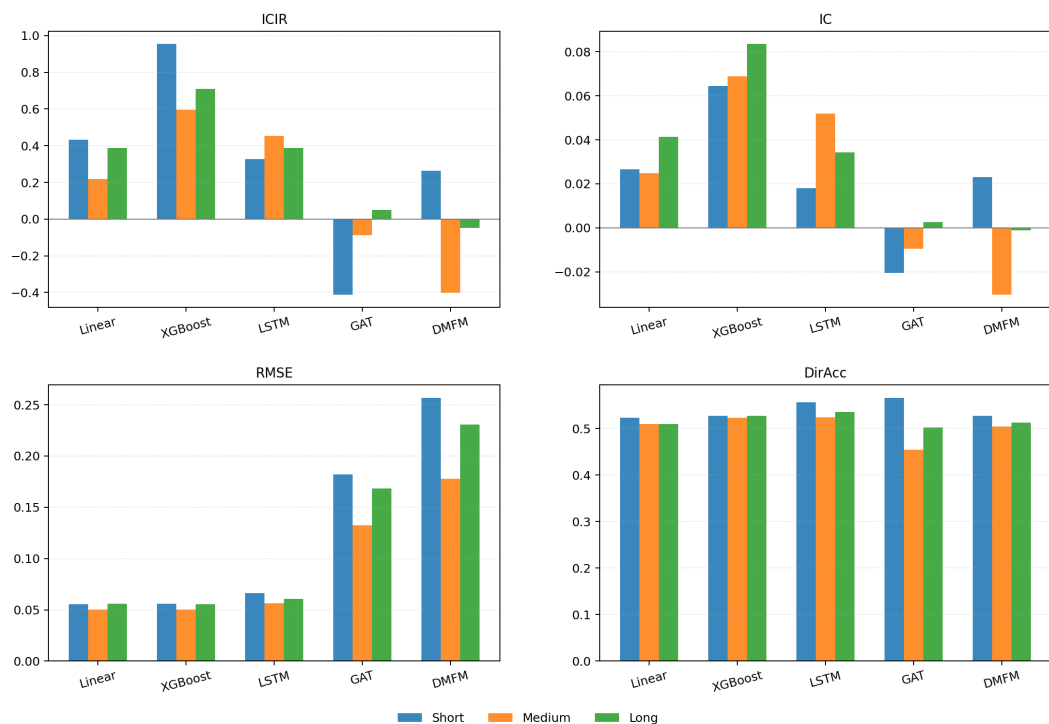 ICIR
1.0
0.8
0.6
0.4
0.2
0.0
−0.2
−0.4
Linear
XGBoost
LSTM
GAT
DMFM
IC
0.08
0.06
0.04
0.02
0.00
−0.02
Linear
XGBoost
LSTM
GAT
DMFM
RMSE
0.25
0.20
0.15
0.10
0.05
0.00
Linear
XGBoost
LSTM
GAT
DMFM
DirAcc
0.5
0.4
0.3
0.2
0.1
0.0
Linear
XGBoost
LSTM
GAT
DMFM
Short Medium Long